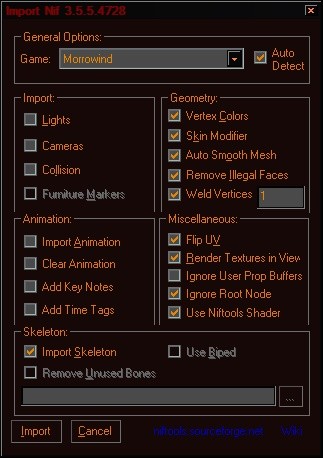 Import Nif 3.5.5.4728
General Options:
Game: Morrowind Auto Detect
Import:
Lights
Cameras
Collision
Furniture Markers
Geometry:
Vertex Colors
Skin Modifier
Auto Smooth Mesh
Remove Illegal Faces
Weld Vertices 1
Animation:
Import Animation
Clear Animation
Add Key Notes
Add Time Tags
Miscellaneous:
Flip UV
Render Textures in View
Ignore User Prop Buffers
Ignore Root Node
Use Niftools Shader
Skeleton:
Import Skeleton Use Biped
Remove Unused Bones
...
Import Cancel niftools.sourceforge.net Wiki